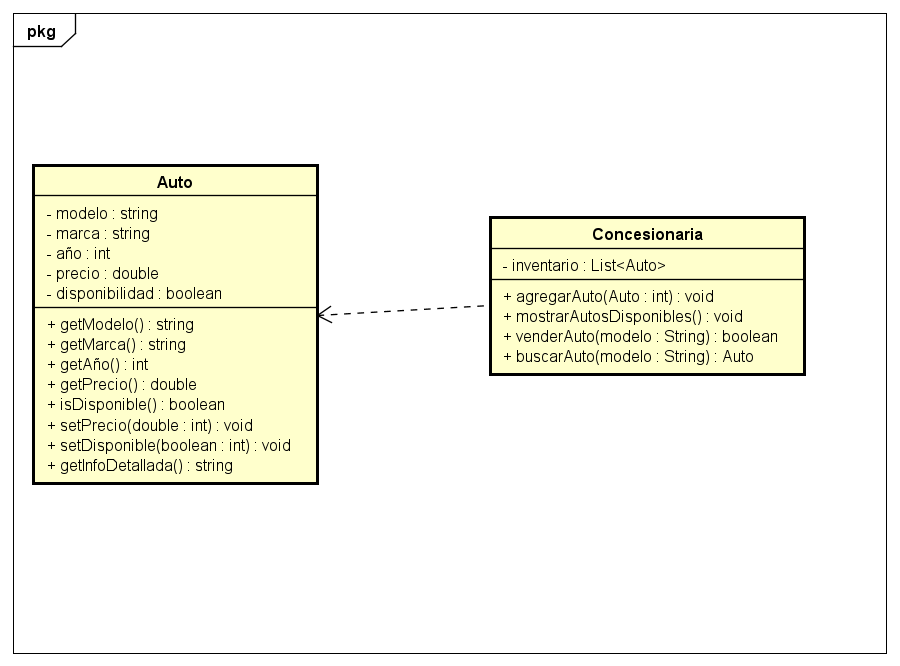 pkg
Auto
- modelo : string
- marca : string
- año : int
- precio : double
- disponibilidad : boolean
+ getModelo() : string
+ getMarca() : string
+ getAño() : int
+ getPrecio() : double
+ isDisponible() : boolean
+ setPrecio(double : int) : void
+ setDisponible(boolean : int) : void
+ getInfoDetallada() : string
Concesionaria
- inventario : List<Auto>
+ agregarAuto(Auto : int) : void
+ mostrarAutosDisponibles() : void
+ venderAuto(modelo : String) : boolean
+ buscarAuto(modelo : String) : Auto